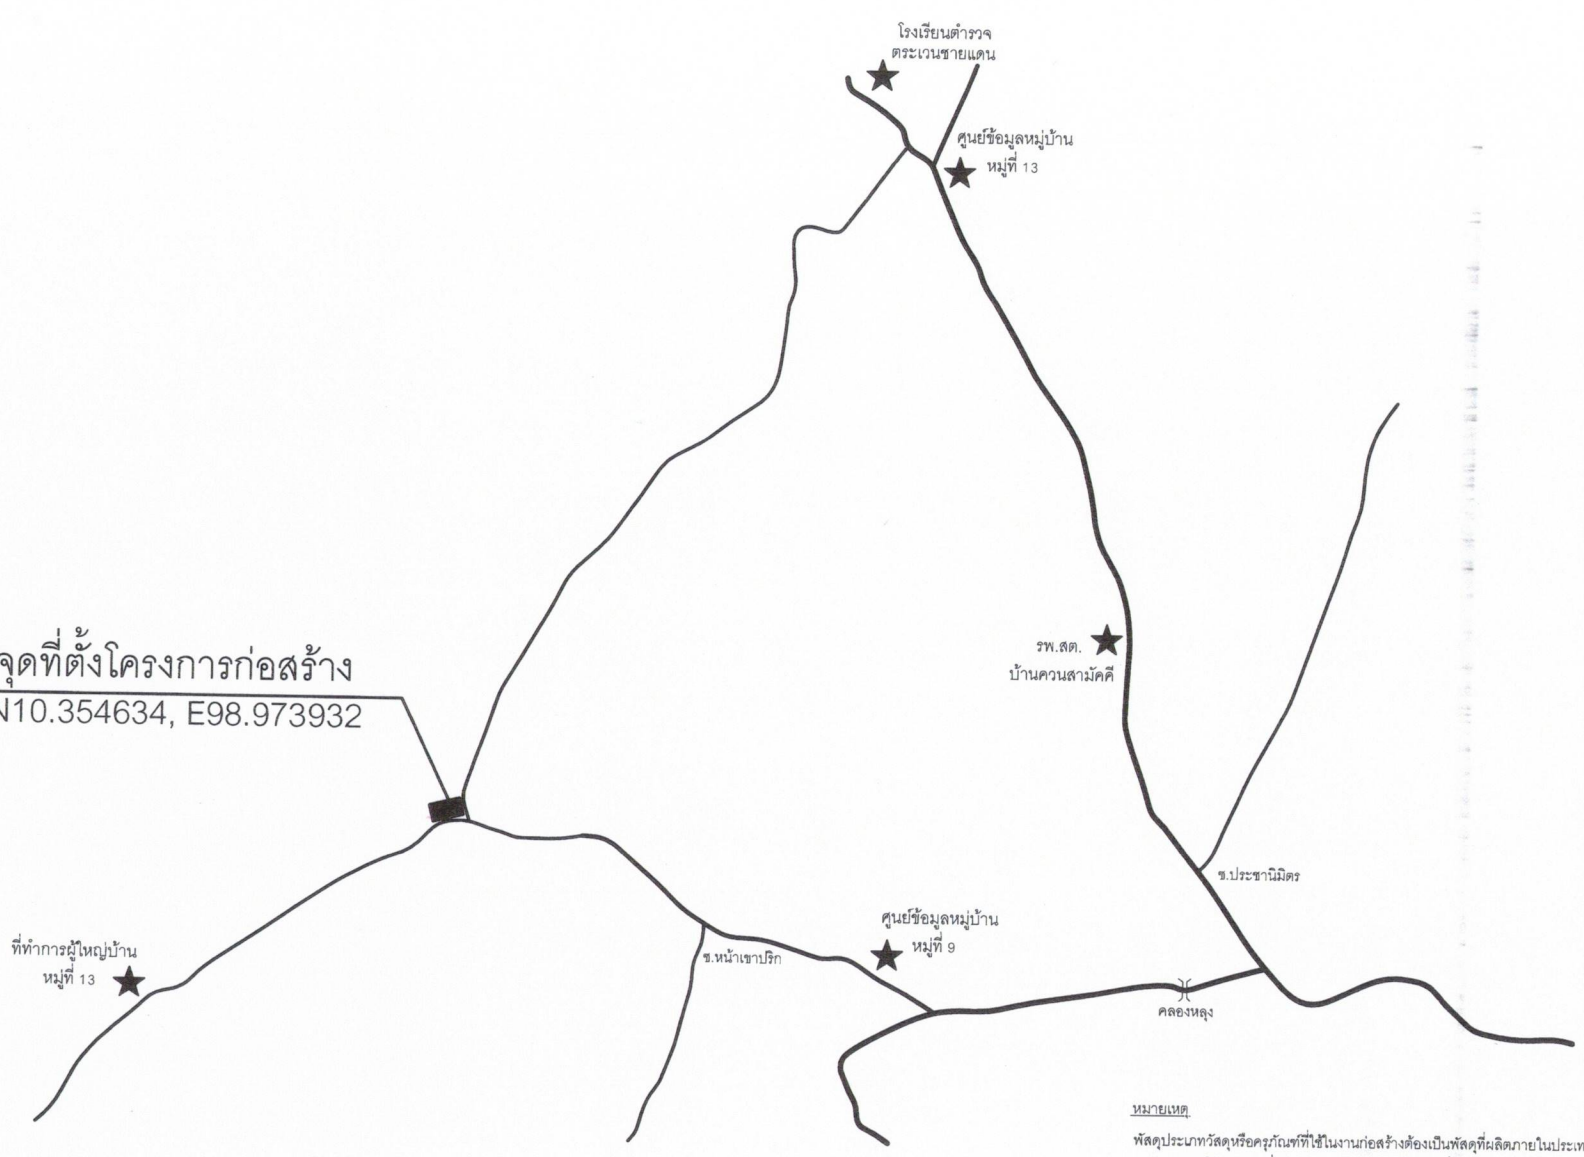 โรงเรียนตำรวจ
ตระเวนชายแดน
ศูนย์ข้อมูลหมู่บ้าน
หมู่ที่ 13
รพ.สต.
บ้านควนสามัคคี
จุดที่ตั้งโครงการก่อสร้าง
N10.354634, E98.973932
ซ.ประชานิมิตร
ศูนย์ข้อมูลหมู่บ้าน
หมู่ที่ 9
ที่ทำการผู้ใหญ่บ้าน
หมู่ที่ 13
ซ.หน้าเขาปริก
คลองหลุง
หมายเหตุ
พัสดุประเภทวัสดุหรือครุภัณฑ์ที่ใช้ในงานก่อสร้างต้องเป็นพัสดุที่ผลิตภายในประเท